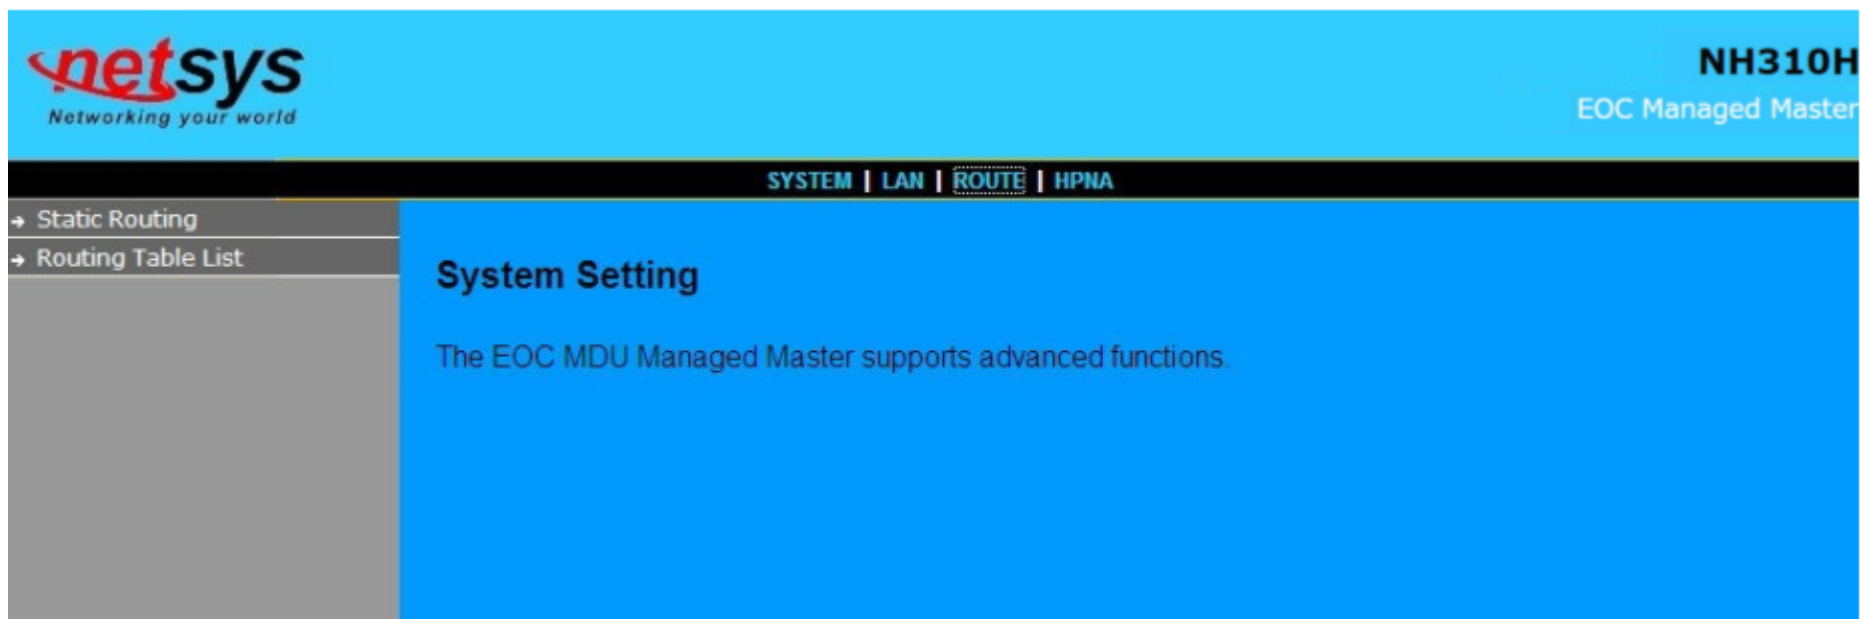 netsys
Networking your world
NH310H
EOC Managed Master
SYSTEM | LAN | ROUTE | HPNA
Static Routing
Routing Table List
System Setting
The EOC MDU Managed Master supports advanced functions.